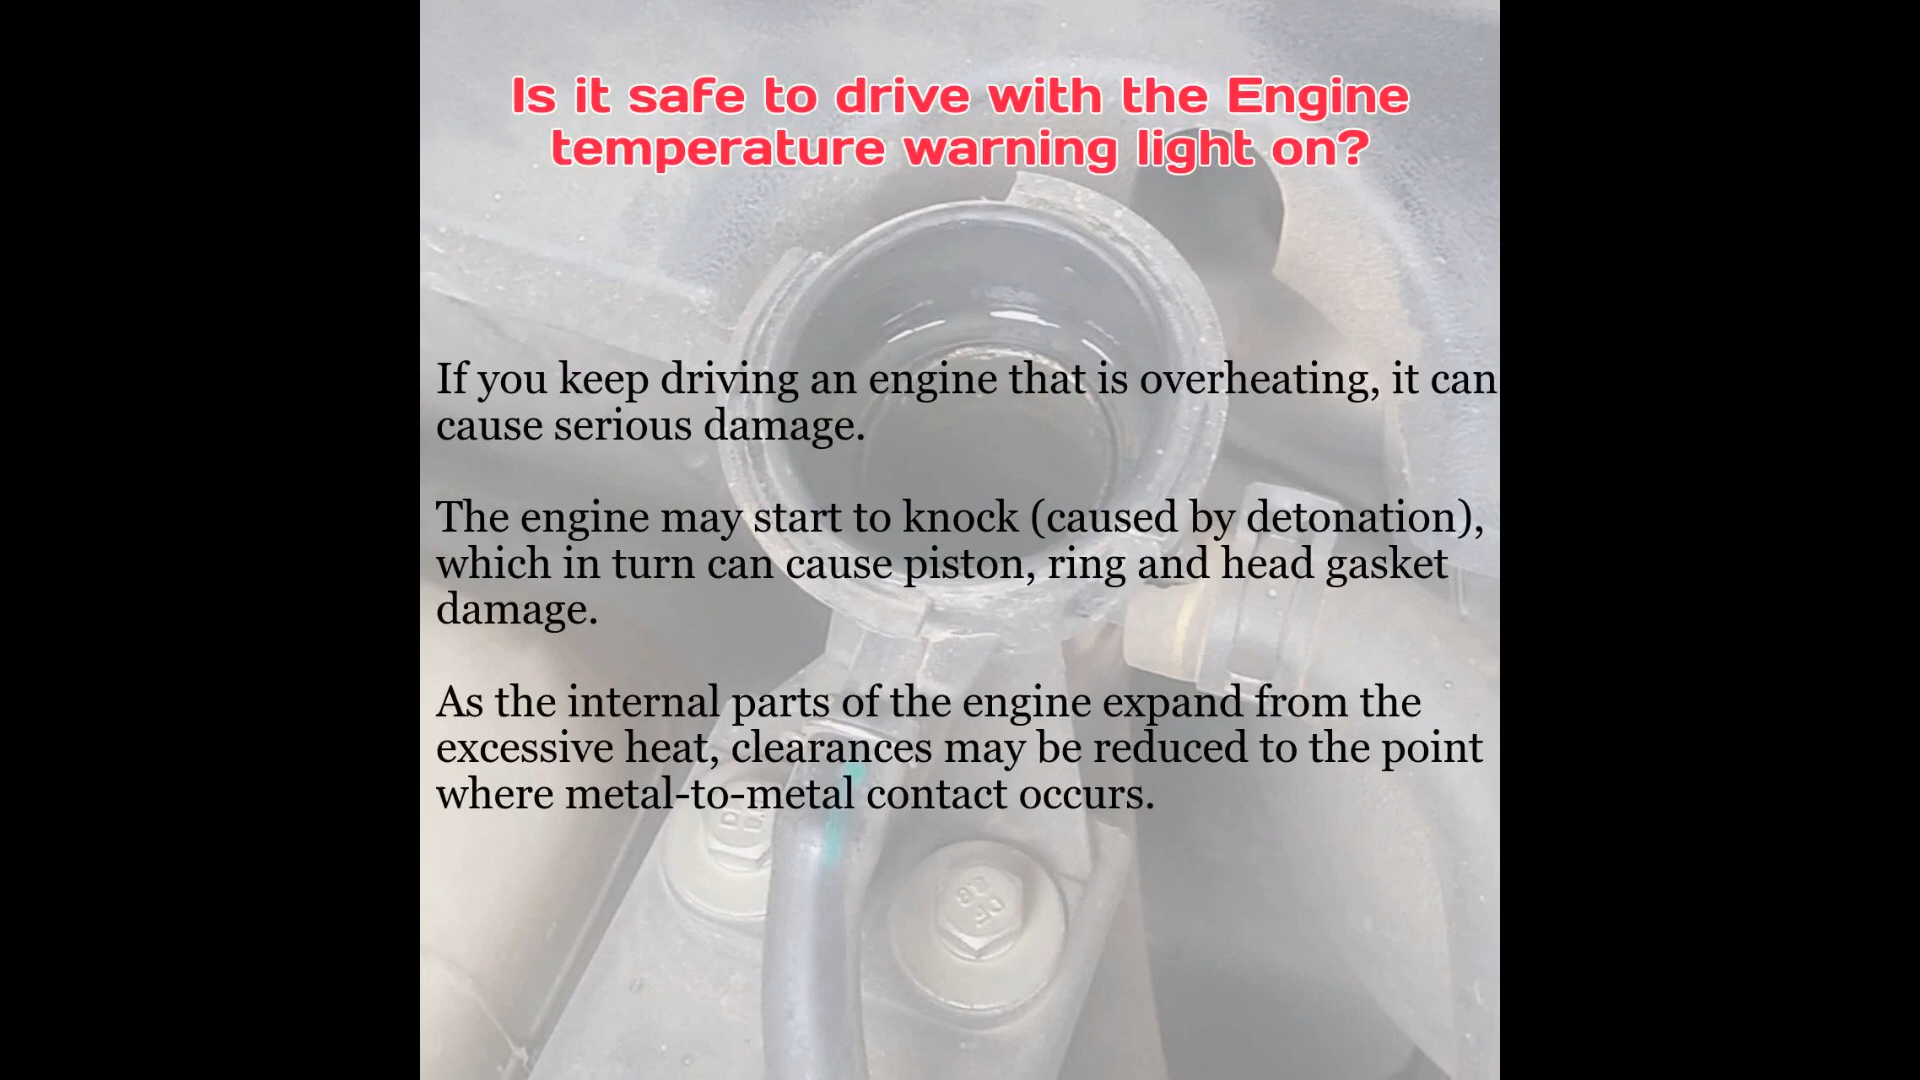 Is it safe to drive with the Engine
temperature warning light on?
If you keep driving an engine that is overheating, it can
cause serious damage.
The engine may start to knock (caused by detonation),
which in turn can cause piston, ring and head gasket
damage.
As the internal parts of the engine expand from the
excessive heat, clearances may be reduced to the point
where metal-to-metal contact occurs.